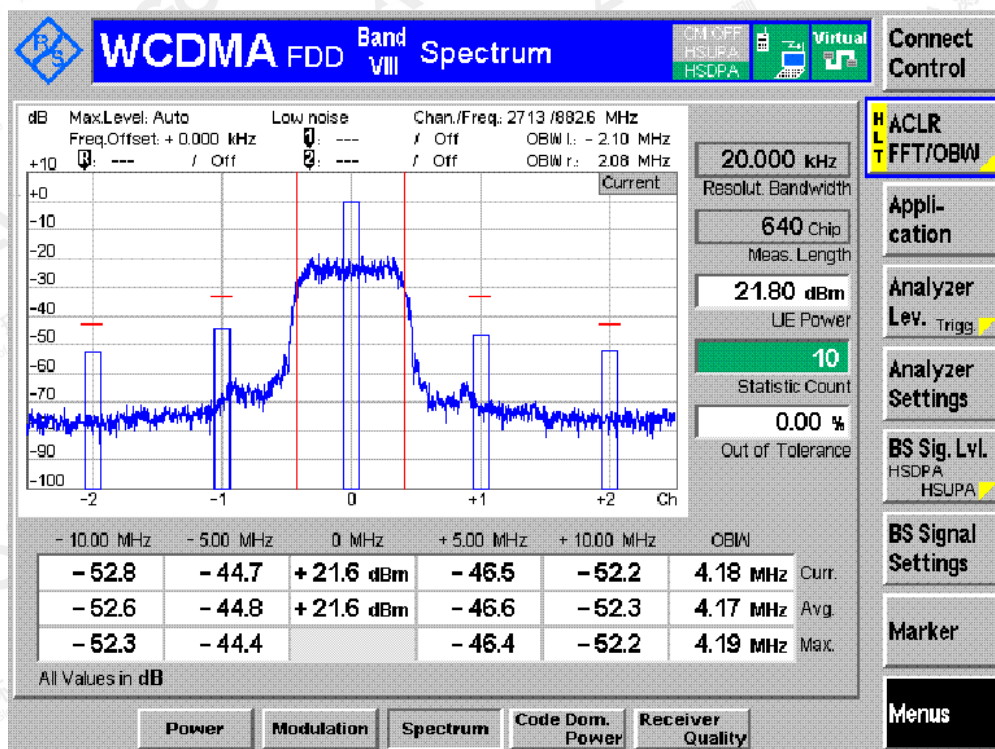 R S
WCDMA FDD Band VIII Spectrum
CM OFF
HSUPA
HSDPA
Virtual
Connect Control
dB Max.Level: Auto Low noise Chan./Freq.: 2713 /882.6 MHz
Freq.Offset: + 0.000 kHz 1: --- / Off OBW l.: - 2.10 MHz
R: --- / Off 2: --- / Off OBW r.: 2.08 MHz
Current
+10
+0
-10
-20
-30
-40
-50
-60
-70
-90
-100
-2 -1 0 +1 +2 Ch
20.000 kHz
Resolut. Bandwidth
640 Chip
Meas. Length
21.80 dBm
UE Power
10
Statistic Count
0.00 %
Out of Tolerance
- 10.00 MHz - 5.00 MHz 0 MHz + 5.00 MHz + 10.00 MHz OBW
- 52.8 - 44.7 + 21.6 dBm - 46.5 - 52.2 4.18 MHz Curr.
- 52.6 - 44.8 + 21.6 dBm - 46.6 - 52.3 4.17 MHz Avg.
- 52.3 - 44.4 - 46.4 - 52.2 4.19 MHz Max.
All Values in dB
HLT
ACLR
FFT/OBW
Appli-
cation
Analyzer
Lev. Trigg.
Analyzer
Settings
BS Sig. Lvl.
HSDPA
HSUPA
BS Signal
Settings
Marker
Menus
Power Modulation Spectrum Code Dom. Power Receiver Quality